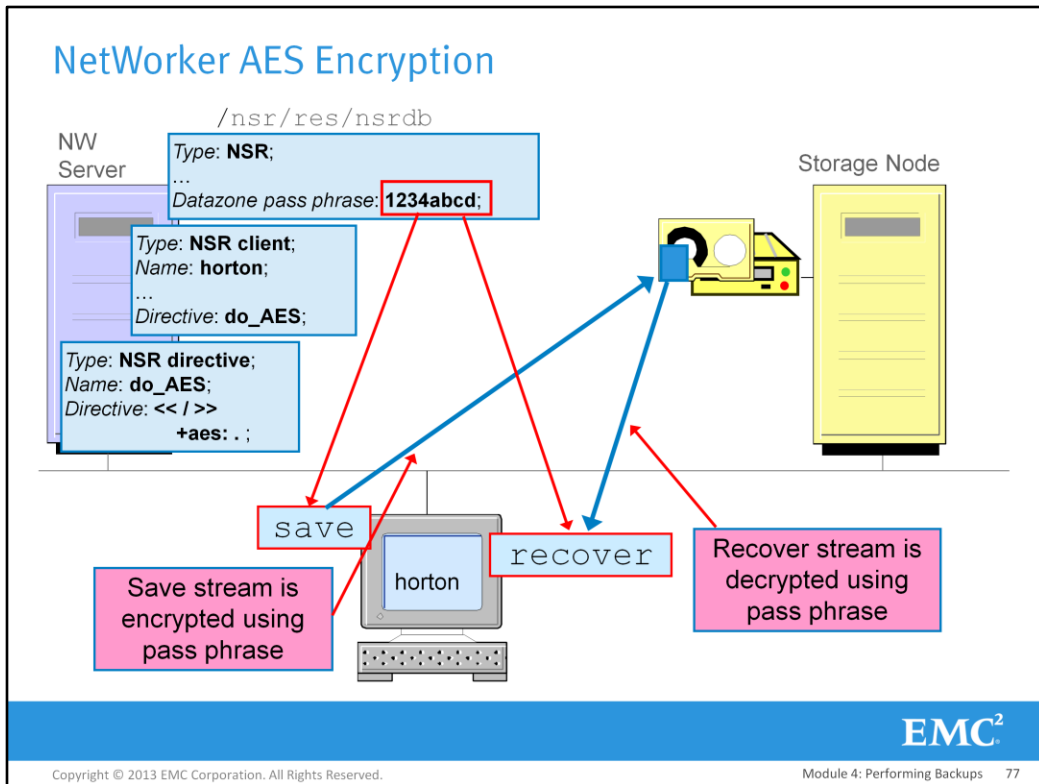 NetWorker AES Encryption
/nsr/res/nsrdb
NW
Server
Type: NSR;
…
Datazone pass phrase: 1234abcd;
Storage Node
Type: NSR client;
Name: horton;
…
Directive: do_AES;
Type: NSR directive;
Name: do_AES;
Directive: << / >>
+aes: . ;
save
horton
recover
Save stream is
encrypted using
pass phrase
Recover stream is
decrypted using
pass phrase
EMC²
Copyright © 2013 EMC Corporation. All Rights Reserved.
Module 4: Performing Backups 77